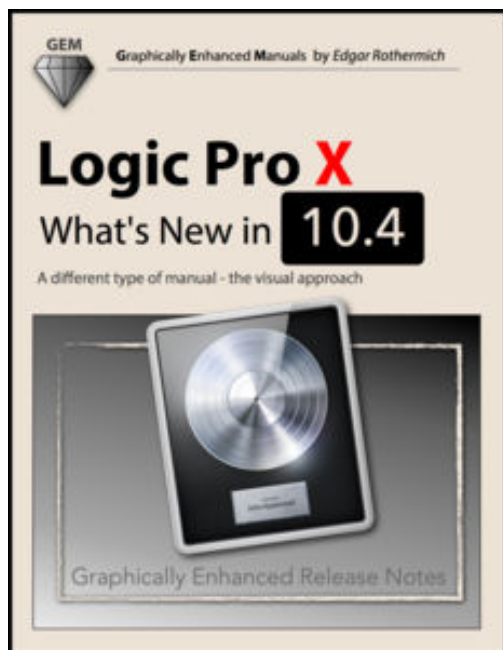 GEM
Graphically Enhanced Manuals by Edgar Rothermich
Logic Pro X
What's New in 10.4
A different type of manual - the visual approach
Graphically Enhanced Release Notes